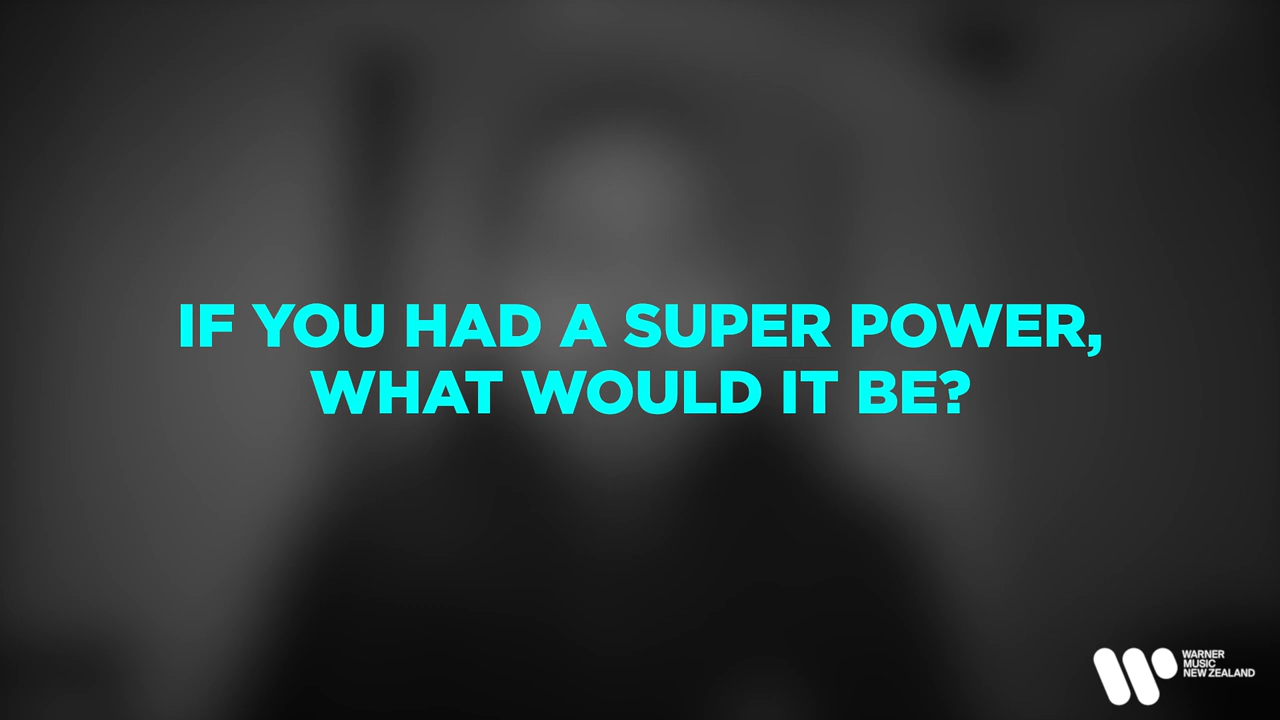 IF YOU HAD A SUPER POWER,
WHAT WOULD IT BE?
WARNER
MUSIC
NEW ZEALAND